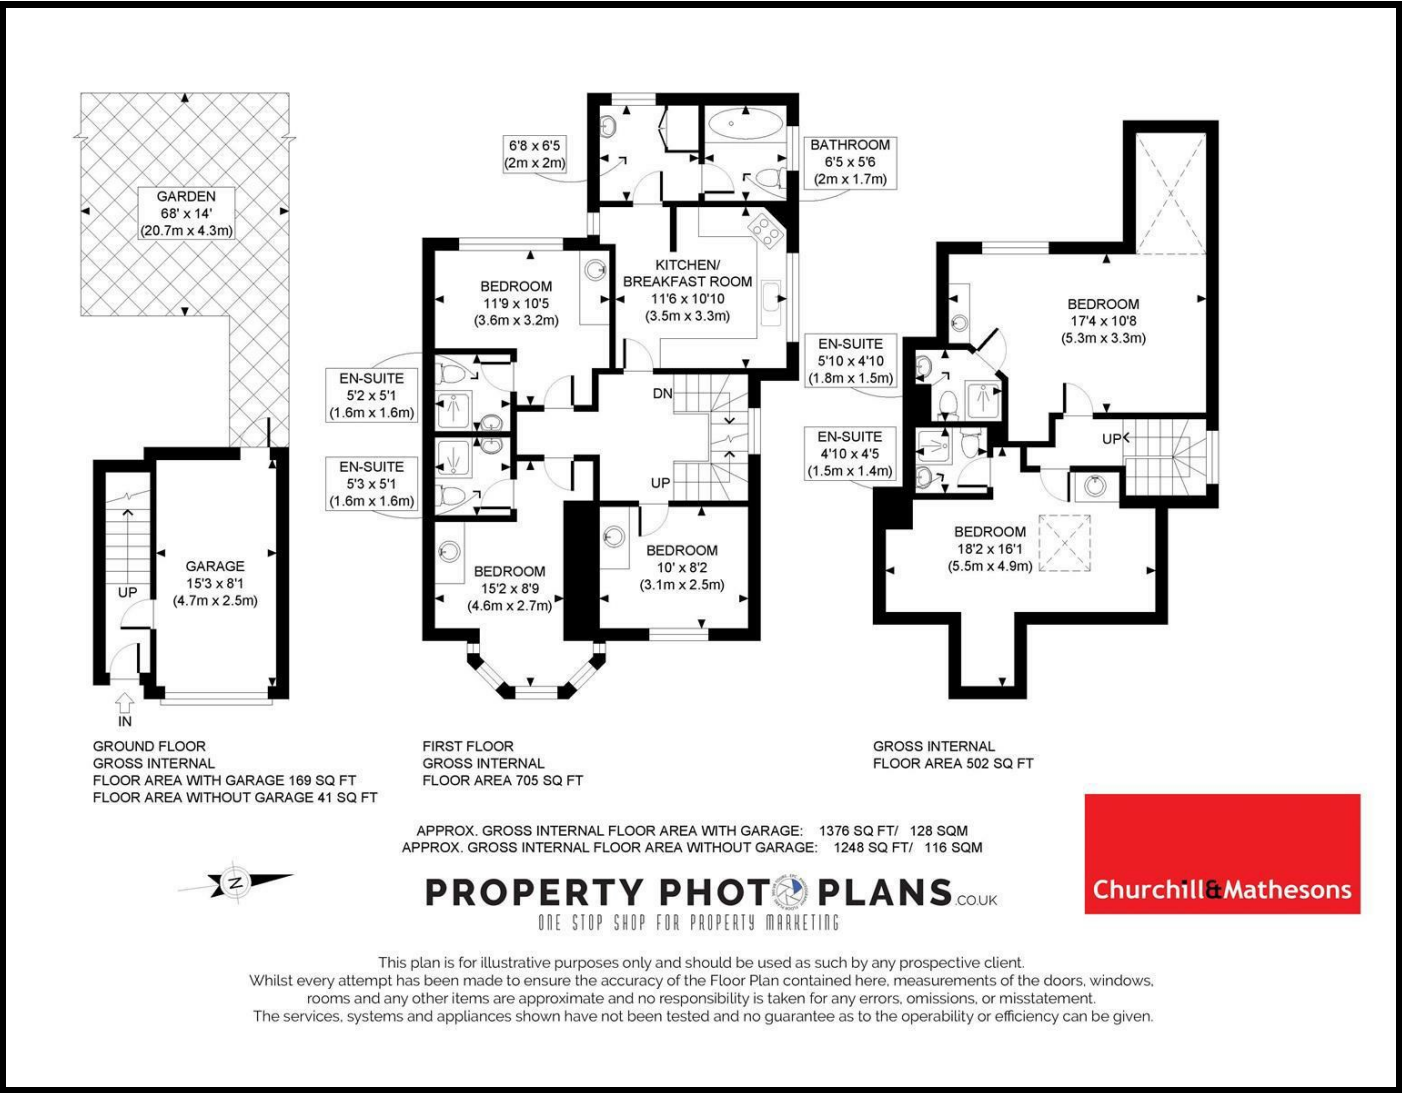 GARDEN
68' x 14'
(20.7m x 4.3m)
6'8 x 6'5
(2m x 2m)
BATHROOM
6'5 x 5'6
(2m x 1.7m)
BEDROOM
11'9 x 10'5
(3.6m x 3.2m)
KITCHEN/
BREAKFAST ROOM
11'6 x 10'10
(3.5m x 3.3m)
BEDROOM
17'4 x 10'8
(5.3m x 3.3m)
EN-SUITE
5'10 x 4'10
(1.8m x 1.5m)
EN-SUITE
5'2 x 5'1
(1.6m x 1.6m)
DN
EN-SUITE
4'10 x 4'5
(1.5m x 1.4m)
UP
EN-SUITE
5'3 x 5'1
(1.6m x 1.6m)
UP
GARAGE
15'3 x 8'1
(4.7m x 2.5m)
UP
BEDROOM
15'2 x 8'9
(4.6m x 2.7m)
BEDROOM
10' x 8'2
(3.1m x 2.5m)
BEDROOM
18'2 x 16'1
(5.5m x 4.9m)
IN
GROUND FLOOR
GROSS INTERNAL
FLOOR AREA WITH GARAGE 169 SQ FT
FLOOR AREA WITHOUT GARAGE 41 SQ FT
FIRST FLOOR
GROSS INTERNAL
FLOOR AREA 705 SQ FT
GROSS INTERNAL
FLOOR AREA 502 SQ FT
APPROX. GROSS INTERNAL FLOOR AREA WITH GARAGE: 1376 SQ FT/ 128 SQM
APPROX. GROSS INTERNAL FLOOR AREA WITHOUT GARAGE: 1248 SQ FT/ 116 SQM
N
PROPERTY PHOTO PLANS.CO.UK
ONE STOP SHOP FOR PROPERTY MARKETING
Churchill&Mathesons
This plan is for illustrative purposes only and should be used as such by any prospective client.
Whilst every attempt has been made to ensure the accuracy of the Floor Plan contained here, measurements of the doors, windows,
rooms and any other items are approximate and no responsibility is taken for any errors, omissions, or misstatement.
The services, systems and appliances shown have not been tested and no guarantee as to the operability or efficiency can be given.